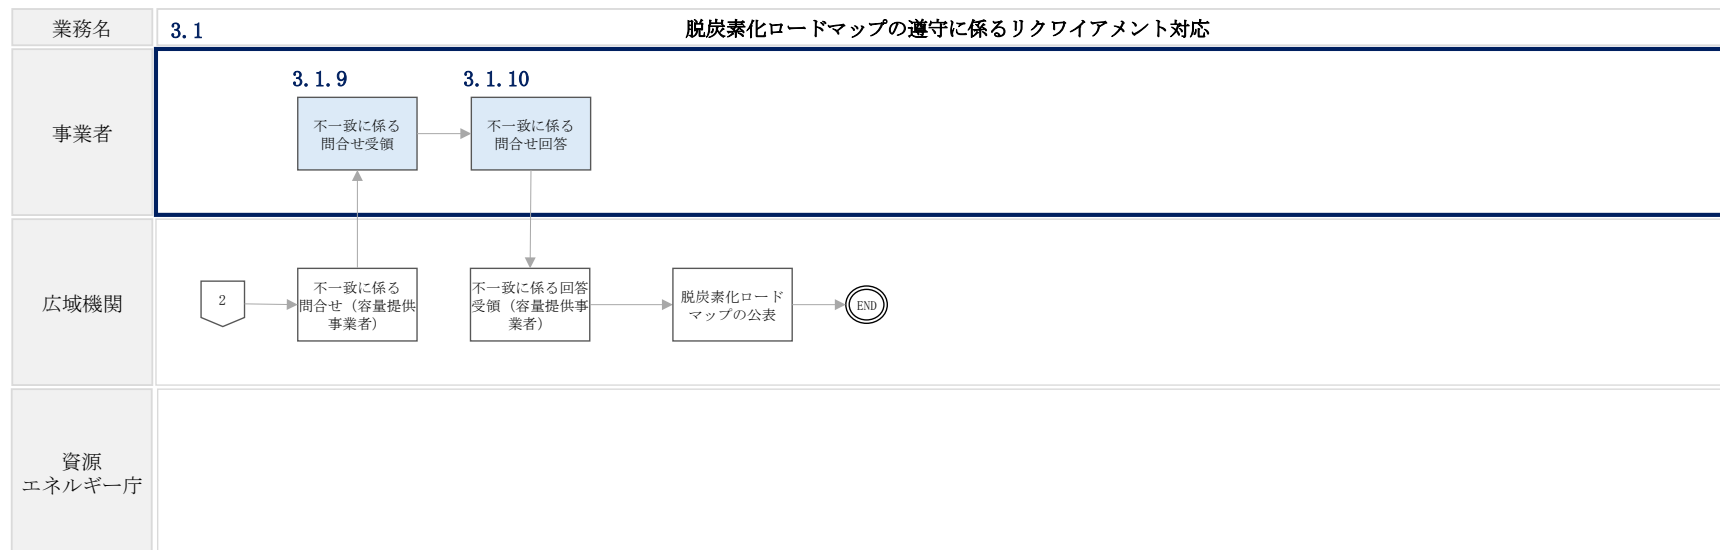 業務名
3.1
脱炭素化ロードマップの遵守に係るリクワイアメント対応
事業者
3.1.9
不一致に係る
問合せ受領
3.1.10
不一致に係る
問合せ回答
広域機関
2
不一致に係る
問合せ（容量提供
事業者）
不一致に係る回答
受領（容量提供事
業者）
脱炭素化ロード
マップの公表
END
資源
エネルギー庁